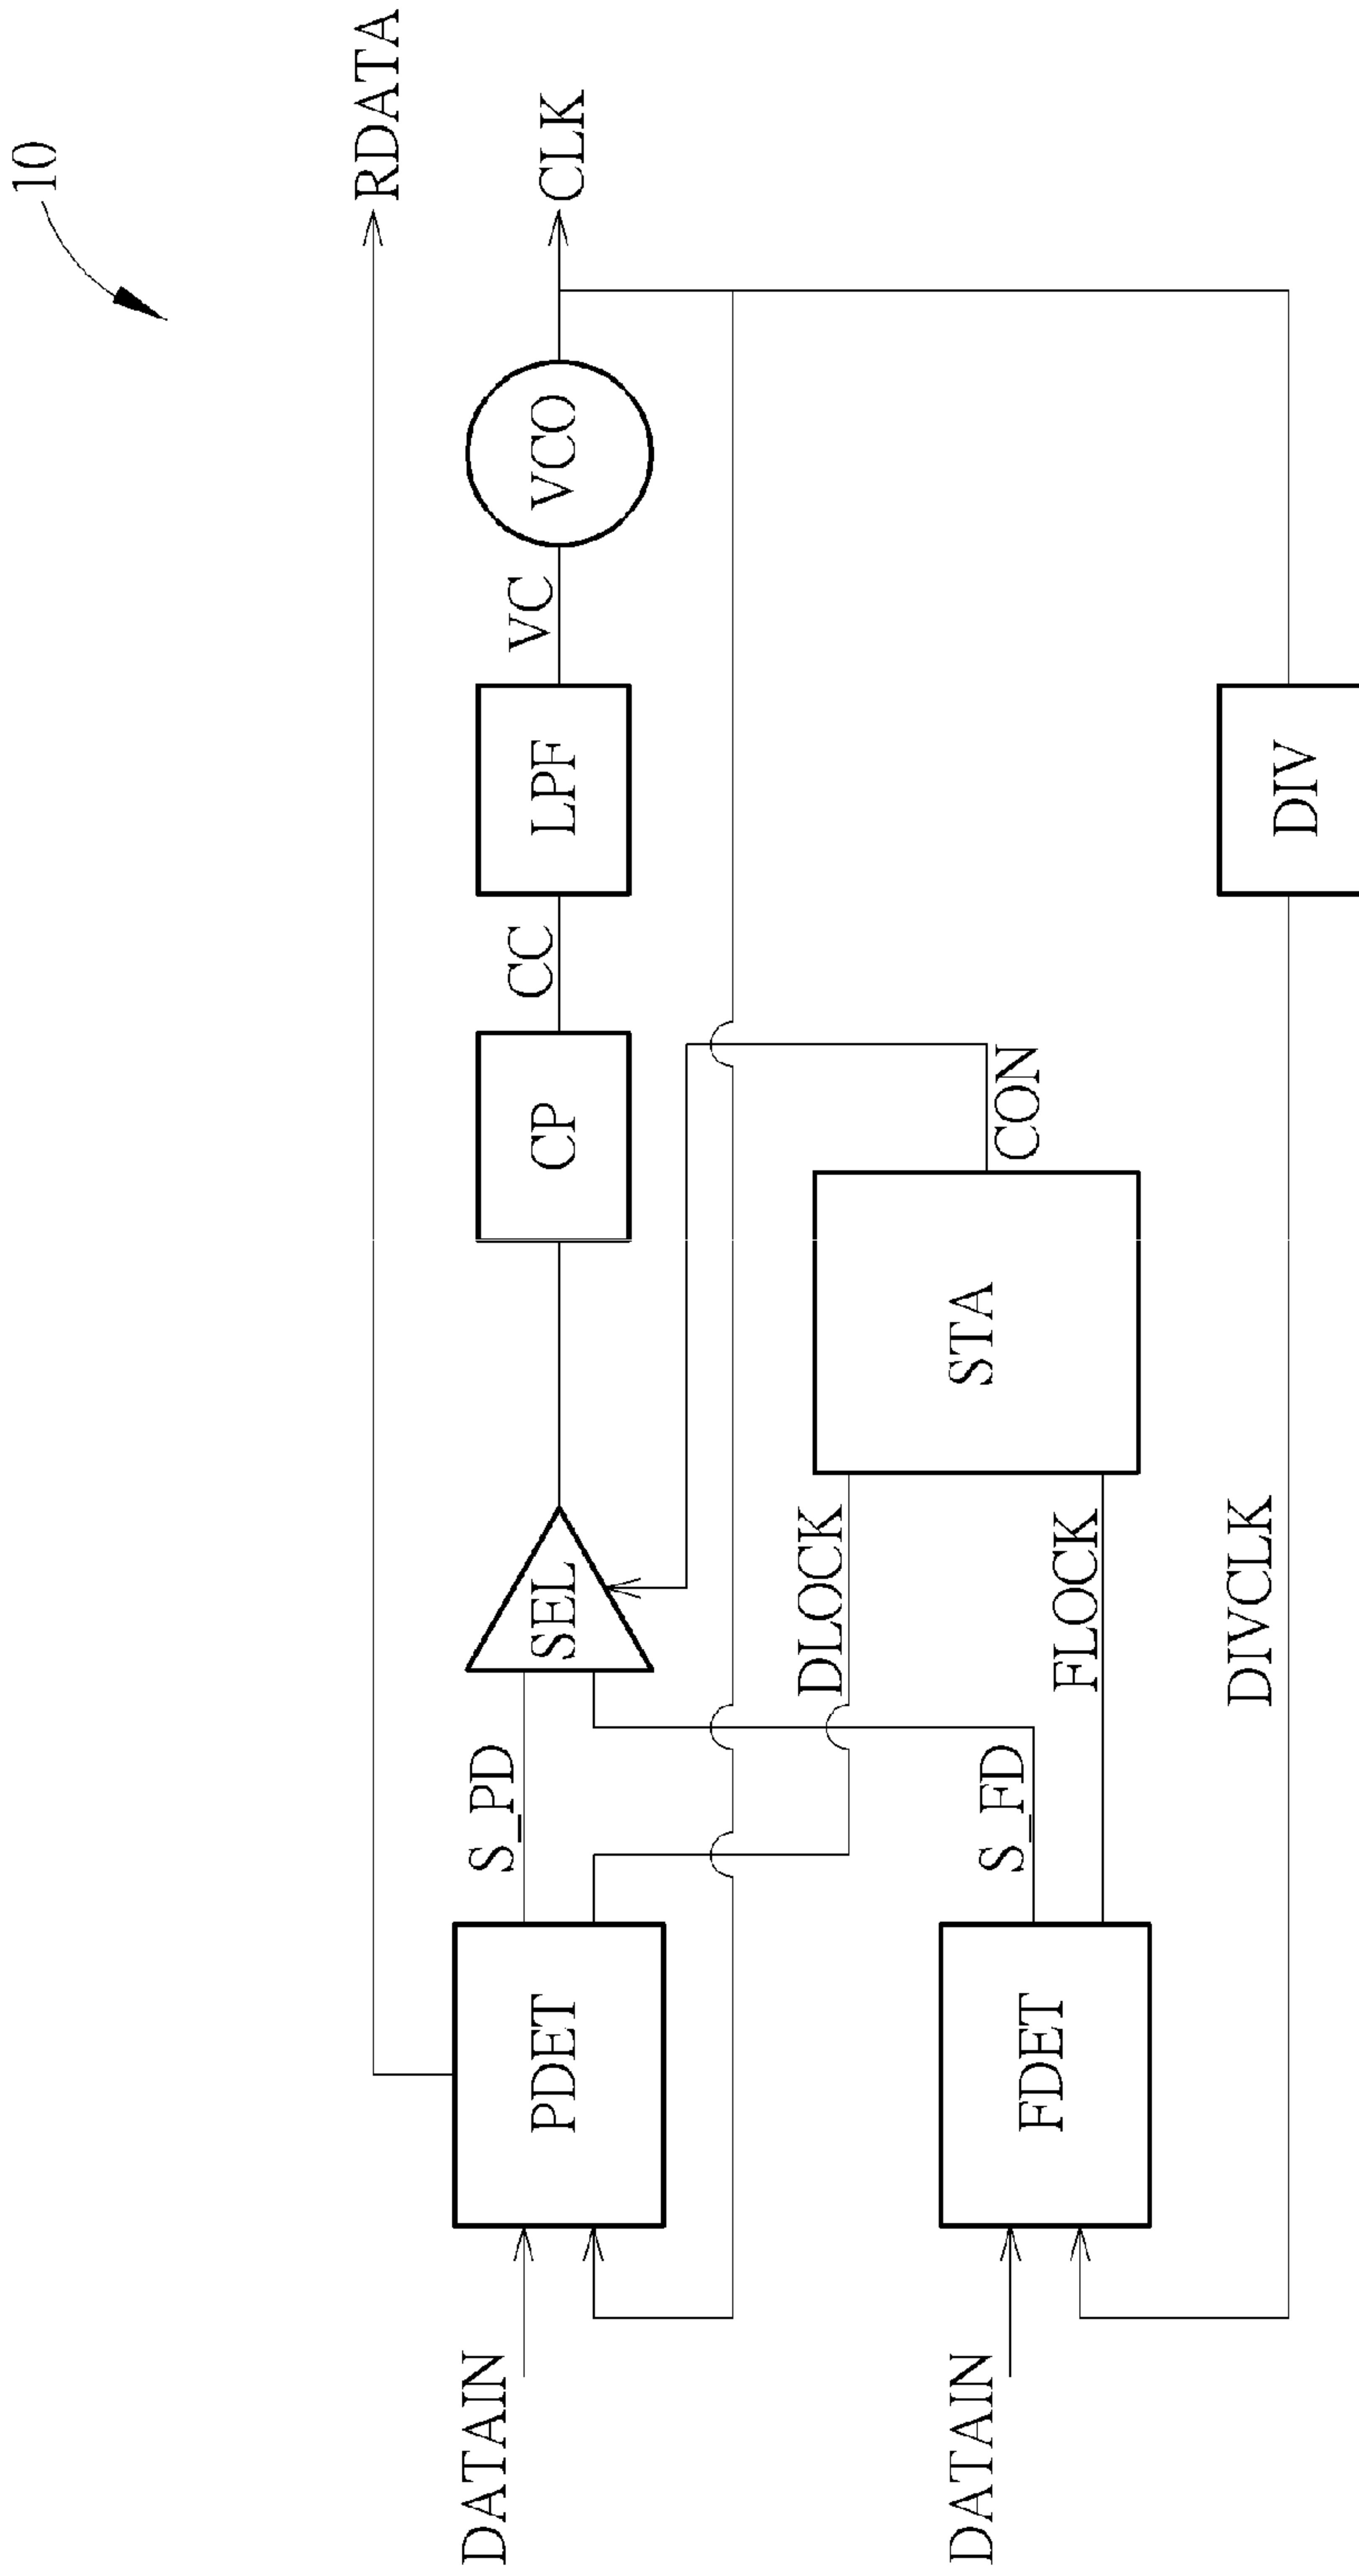 10
RDATA
DATAIN
PDET
S_PD
SEL
CP
CC
LPF
VC
VCO
CLK
DLOCK
STA
CON
DATAIN
FDET
S_FD
FLOCK
DIVCLK
DIV